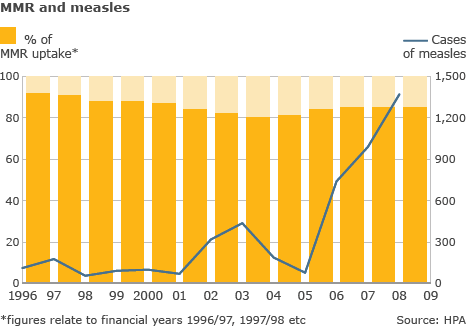 MMR and measles
% of
MMR uptake*
Cases
of measles
100 1,500
80 1,200
60 900
40 600
20 300
0 0
1996 97 98 99 2000 01 02 03 04 05 06 07 08 09
*figures relate to financial years 1996/97, 1997/98 etc Source: HPA